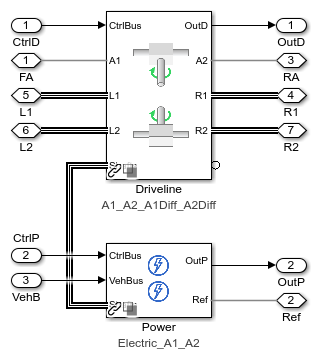 1
CtrlD
CtrlBus
OutD
1
OutD
1
FA
A1
A2
3
RA
5
L1
L1
R1
4
R1
6
L2
L2
R2
7
R2
Driveline
A1_A2_A1Diff_A2Diff
CtrlP
2
CtrlBus
OutP
2
OutP
3
VehB
VehBus
Ref
2
Ref
Power
Electric_A1_A2